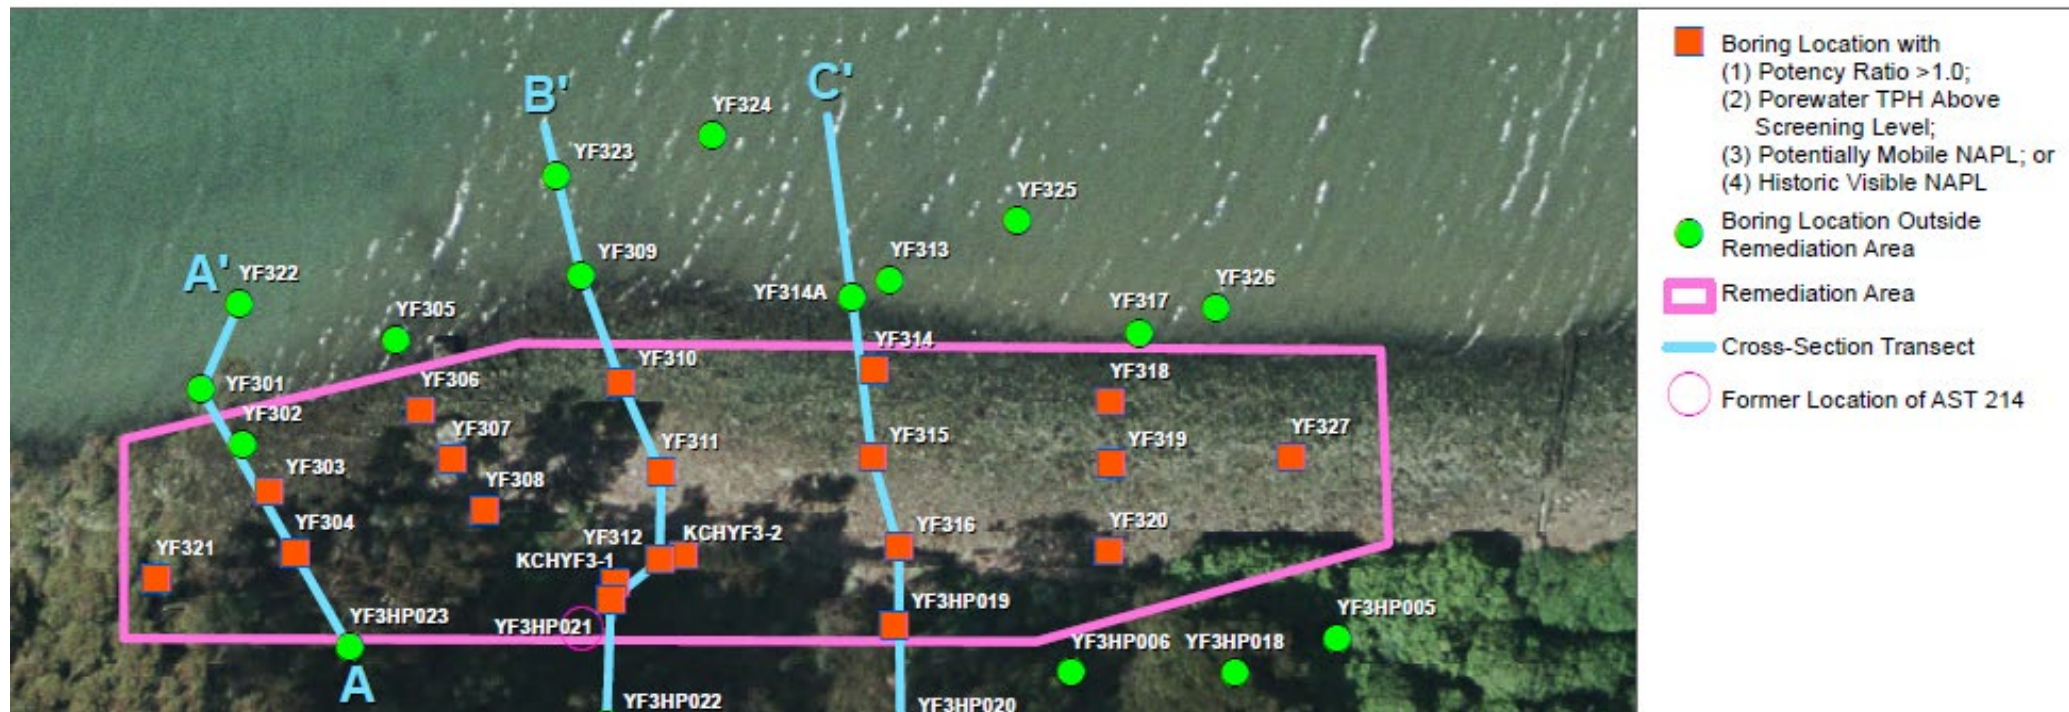 C'
B'
YF324
YF323
YF325
YF309
YF313
A'
YF322
YF314A
YF326
YF305
YF317
YF314
YF310
YF306
YF301
YF318
YF302
YF307
YF311
YF315
YF319
YF327
YF303
YF308
YF304
YF316
YF320
YF312
KCHYF3-2
YF321
KCHYF3-1
YF3HP019
YF3HP005
YF3HP023
YF3HP021
YF3HP006
YF3HP018
A
YF3HP022
YF3HP020
Boring Location with
(1) Potency Ratio >1.0;
(2) Porewater TPH Above
Screening Level;
(3) Potentially Mobile NAPL; or
(4) Historic Visible NAPL
Boring Location Outside
Remediation Area
Remediation Area
Cross-Section Transect
Former Location of AST 214